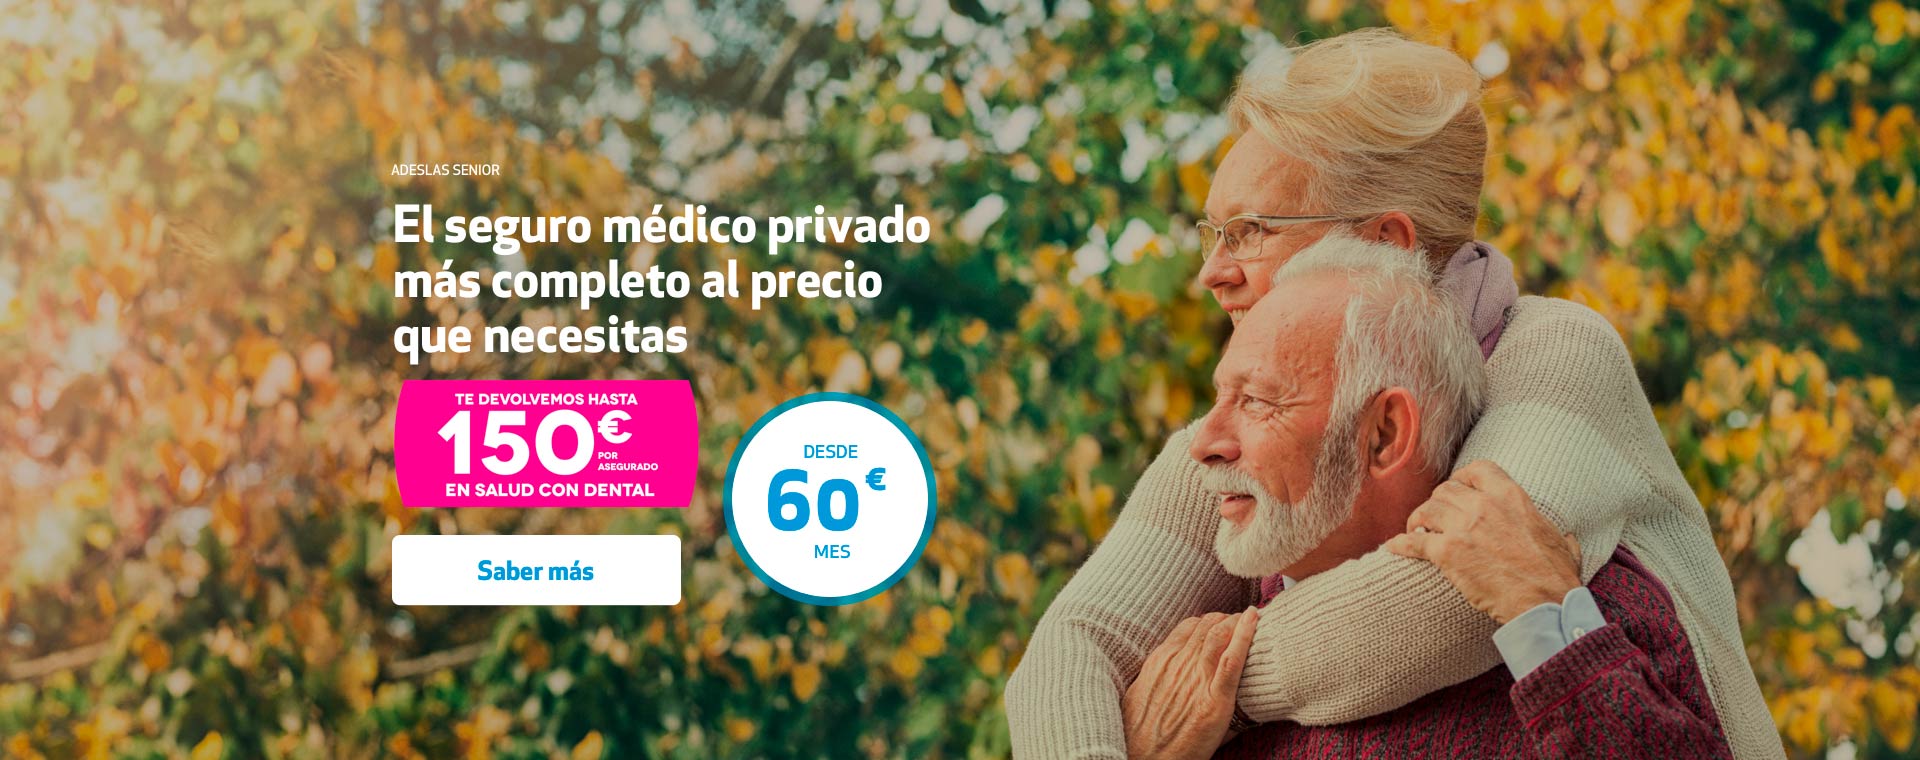 ADESLAS SENIOR
El seguro médico privado
más completo al precio
que necesitas
TE DEVOLVEMOS HASTA
150€
POR
ASEGURADO
EN SALUD CON DENTAL
Saber más
DESDE
60€
MES